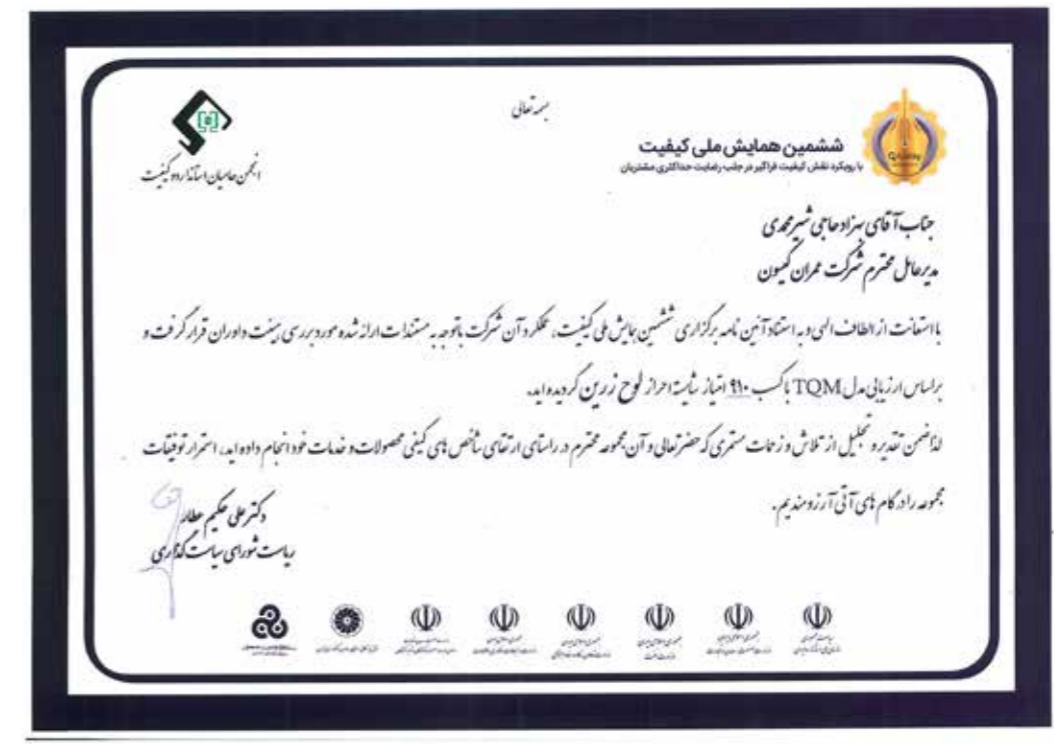 بسمه تعالی
ششمین همایش ملی کیفیت
با رویکرد نقش کیفیت فراگیر در جذب رضایت حداکثری مشتریان
انجمن حامیان استاندارد و کیفیت
جناب آقای بهزاد حاجی شیرمحمدی
مدیرعامل محترم شرکت عمران کمیسون
با استعانت از الطاف الهی و به استناد آئین نامه برگزاری ششمین همایش ملی کیفیت، عملکرد آن شرکت باتوجه به مستندات ارائه شده مورد بررسی هیئت داوران قرار گرفت و
براساس ارزیابی مدل TQM با کسب ۹۱۰ امتیاز شایسته احراز لوح زرین گردیده اید.
لذا ضمن تقدیر و تجلیل از تلاش و زحمات مستمری که حضرتعالی و آن مجموعه محترم در راستای ارتقای شاخص های کیفی محصولات و خدمات خود انجام داده اید، استمرار توفیقات
مجموعه را در گام های آتی آرزومندیم.
دکتر علی حکیم عطار
ریاست شورای سیاست گذاری